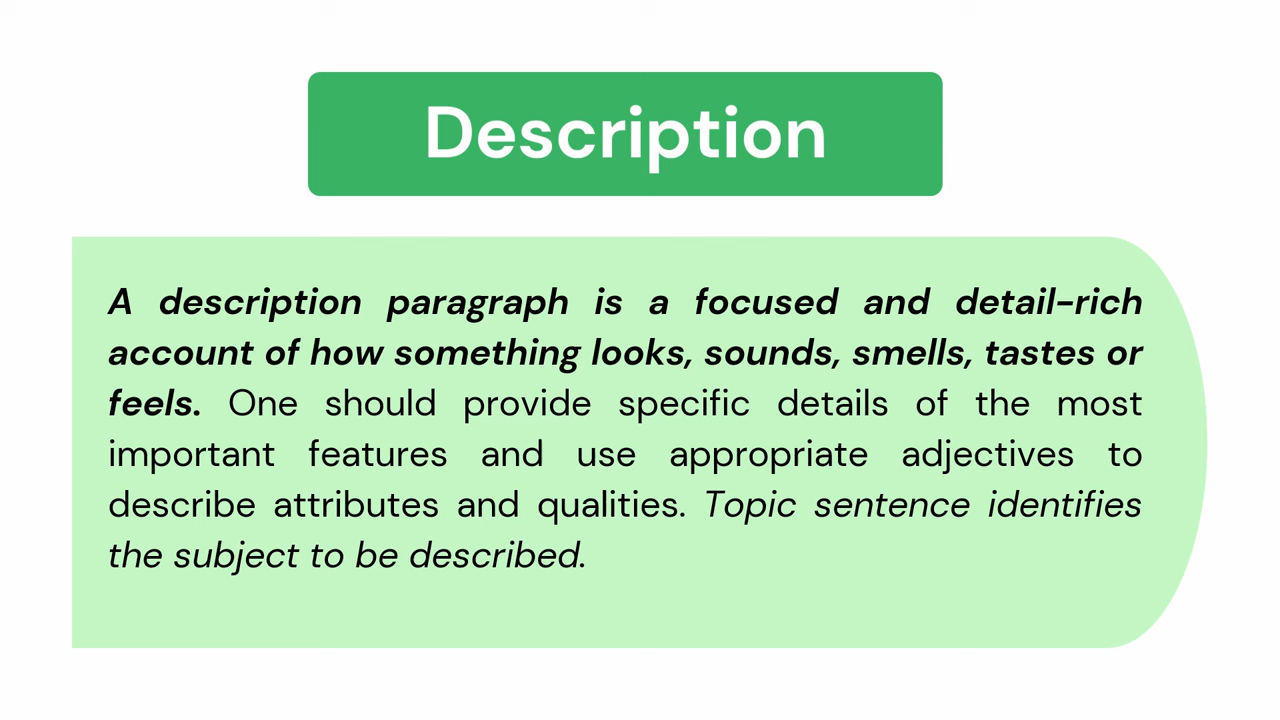 Description
A description paragraph is a focused and detail-rich
account of how something looks, sounds, smells, tastes or
feels. One should provide specific details of the most
important features and use appropriate adjectives to
describe attributes and qualities. Topic sentence identifies
the subject to be described.